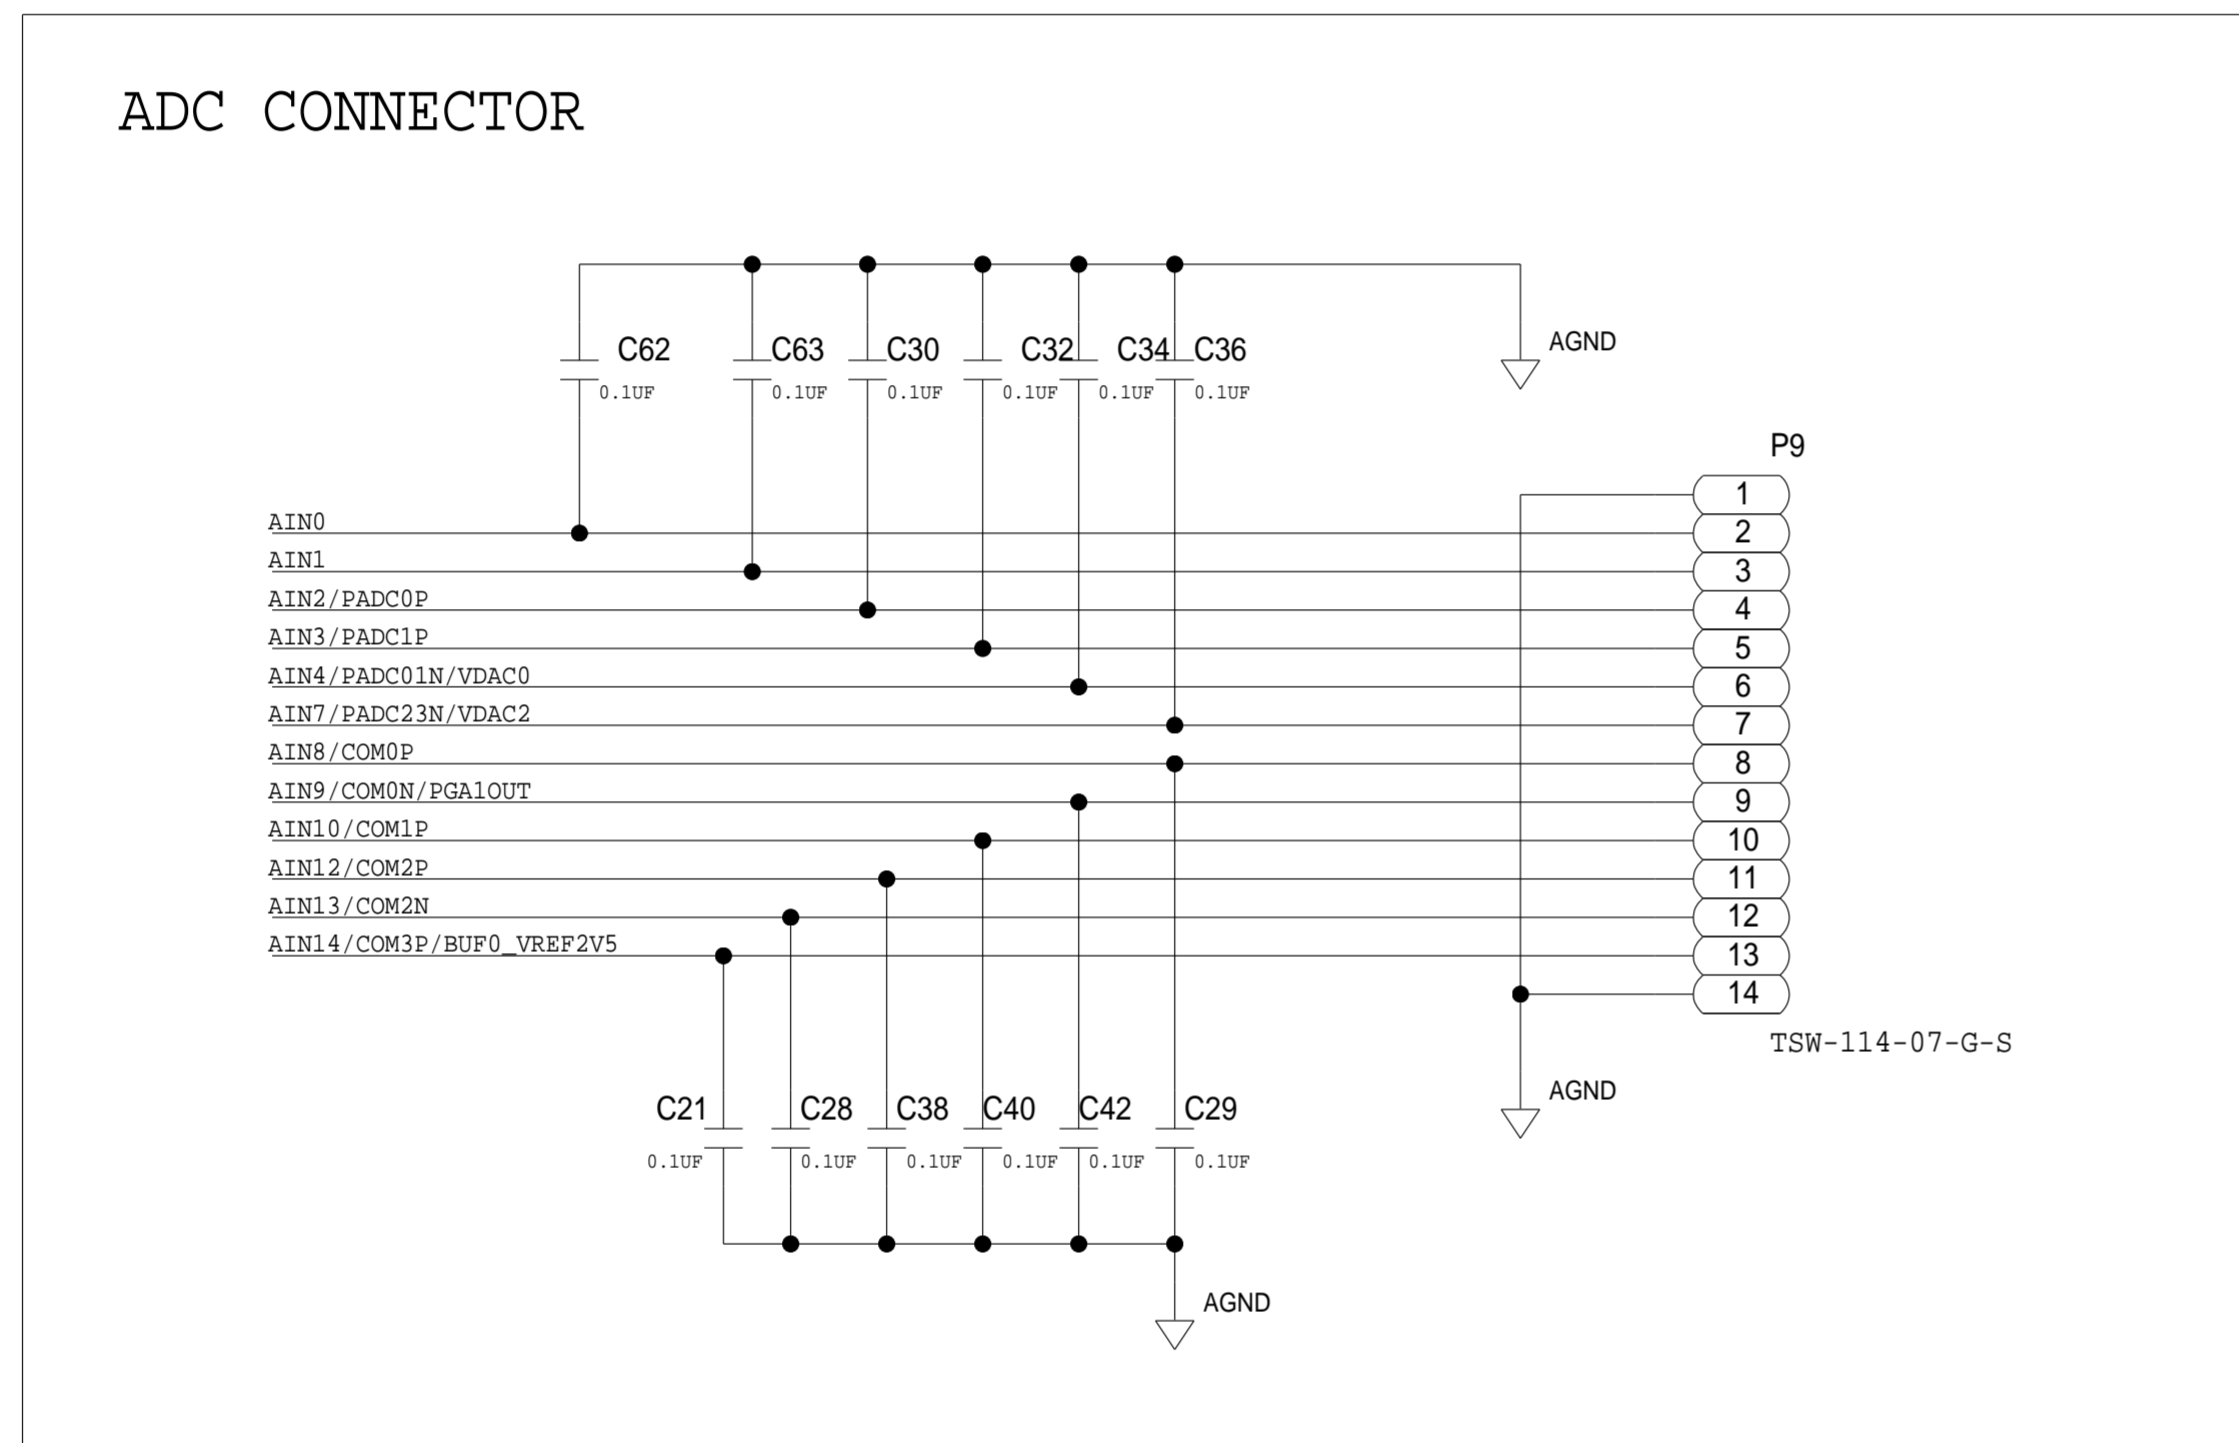 ADC CONNECTOR
C62 C63 C30 C32 C34 C36 AGND
0.1UF 0.1UF 0.1UF 0.1UF 0.1UF 0.1UF
P9
1
AIN0 2
AIN1 3
AIN2/PADC0P 4
AIN3/PADC1P 5
AIN4/PADC01N/VDAC0 6
AIN7/PADC23N/VDAC2 7
AIN8/COM0P 8
AIN9/COM0N/PGA1OUT 9
AIN10/COM1P 10
AIN12/COM2P 11
AIN13/COM2N 12
AIN14/COM3P/BUF0_VREF2V5 13
14
TSW-114-07-G-S
C21 C28 C38 C40 C42 C29 AGND
0.1UF 0.1UF 0.1UF 0.1UF 0.1UF 0.1UF
AGND